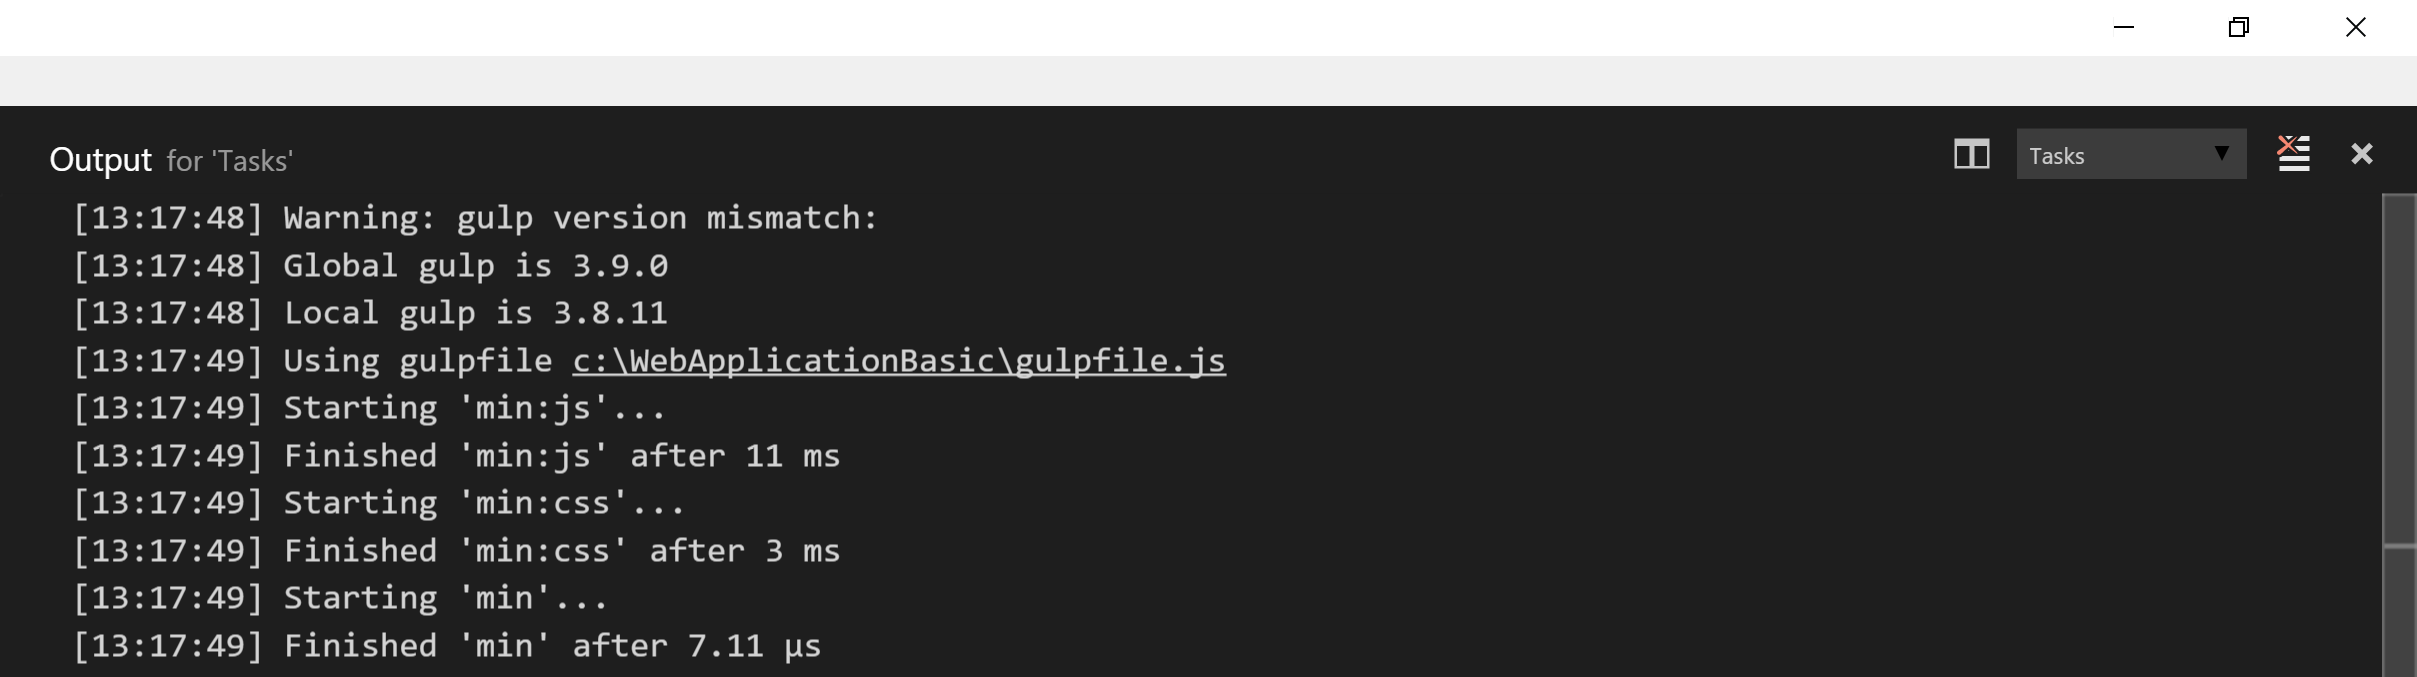 Output for 'Tasks'
Tasks
[13:17:48] Warning: gulp version mismatch:
[13:17:48] Global gulp is 3.9.0
[13:17:48] Local gulp is 3.8.11
[13:17:49] Using gulpfile c:\WebApplicationBasic\gulpfile.js
[13:17:49] Starting 'min:js'...
[13:17:49] Finished 'min:js' after 11 ms
[13:17:49] Starting 'min:css'...
[13:17:49] Finished 'min:css' after 3 ms
[13:17:49] Starting 'min'...
[13:17:49] Finished 'min' after 7.11 μs